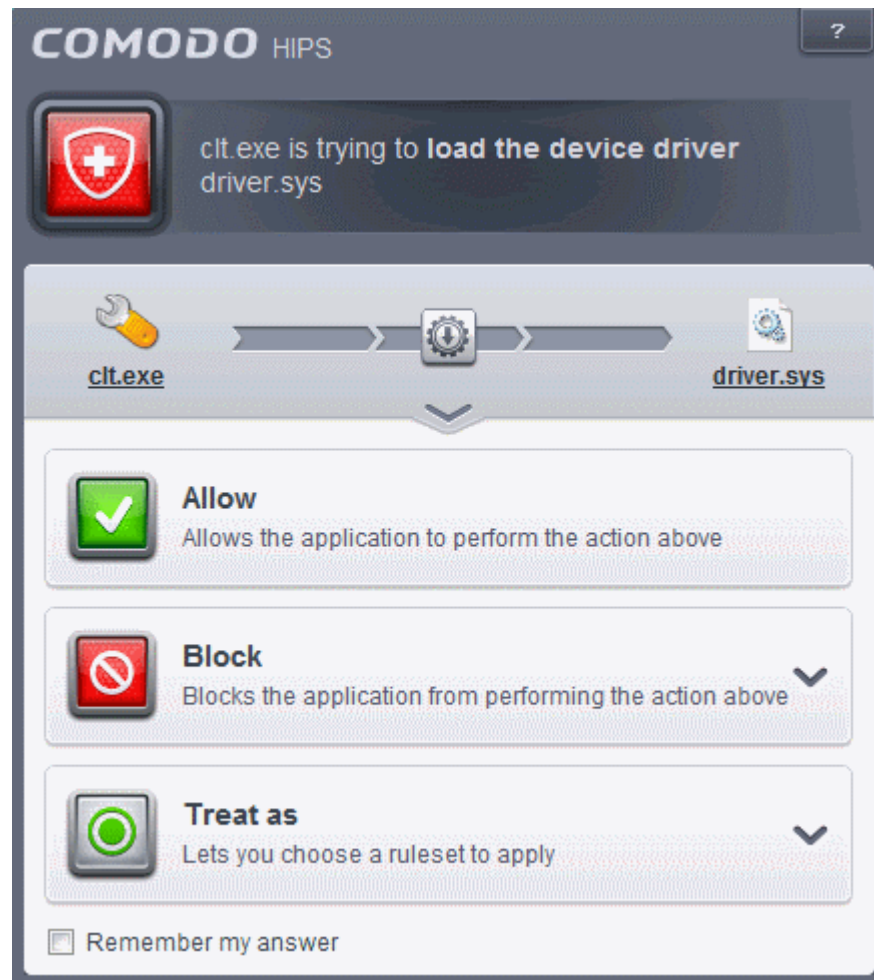 COMODO HIPS
?
clt.exe is trying to load the device driver
driver.sys
clt.exe
driver.sys
Allow
Allows the application to perform the action above
Block
Blocks the application from performing the action above
Treat as
Lets you choose a ruleset to apply
Remember my answer